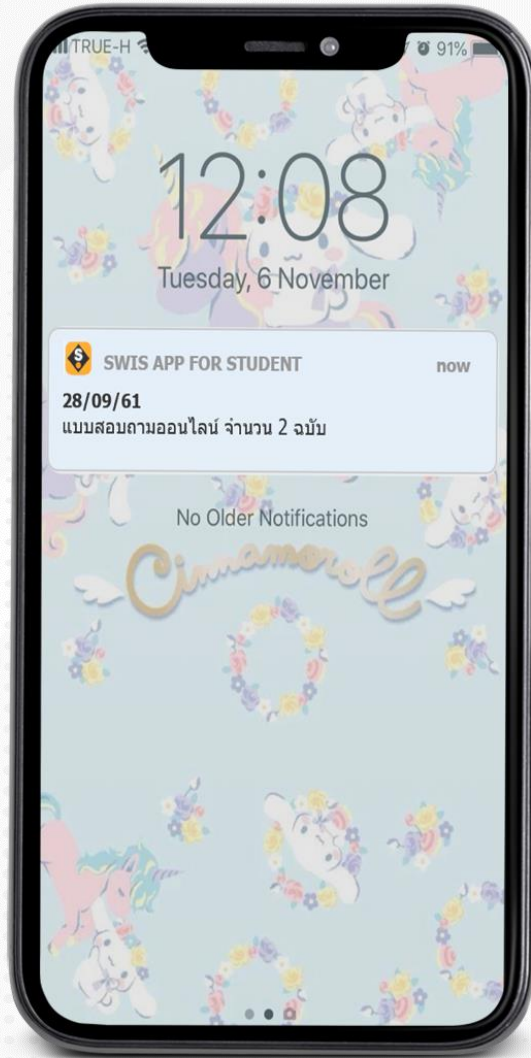 TRUE-H
91%
12:08
Tuesday, 6 November
SWIS APP FOR STUDENT
now
28/09/61
แบบสอบถามออนไลน์ จำนวน 2 ฉบับ
No Older Notifications
Cinnamoroll